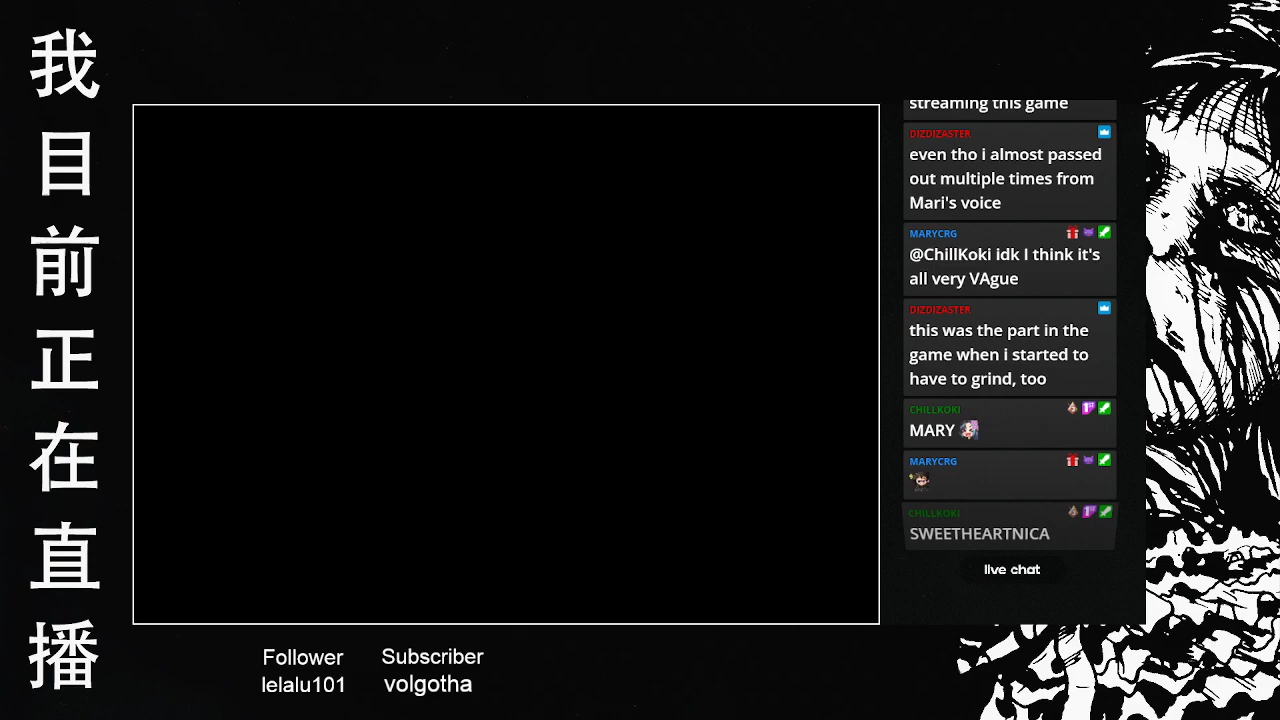 我
目
前
正
在
直
播
streaming this game
DIZDIZASTER
even tho i almost passed
out multiple times from
Mari's voice
MARYCRG
@ChillKoki idk I think it's
all very VAgue
DIZDIZASTER
this was the part in the
game when i started to
have to grind, too
CHILLKOKI
MARY
MARYCRG
CHILLKOKI
SWEETHEARTNICA
live chat
Follower
lelalu101
Subscriber
volgotha